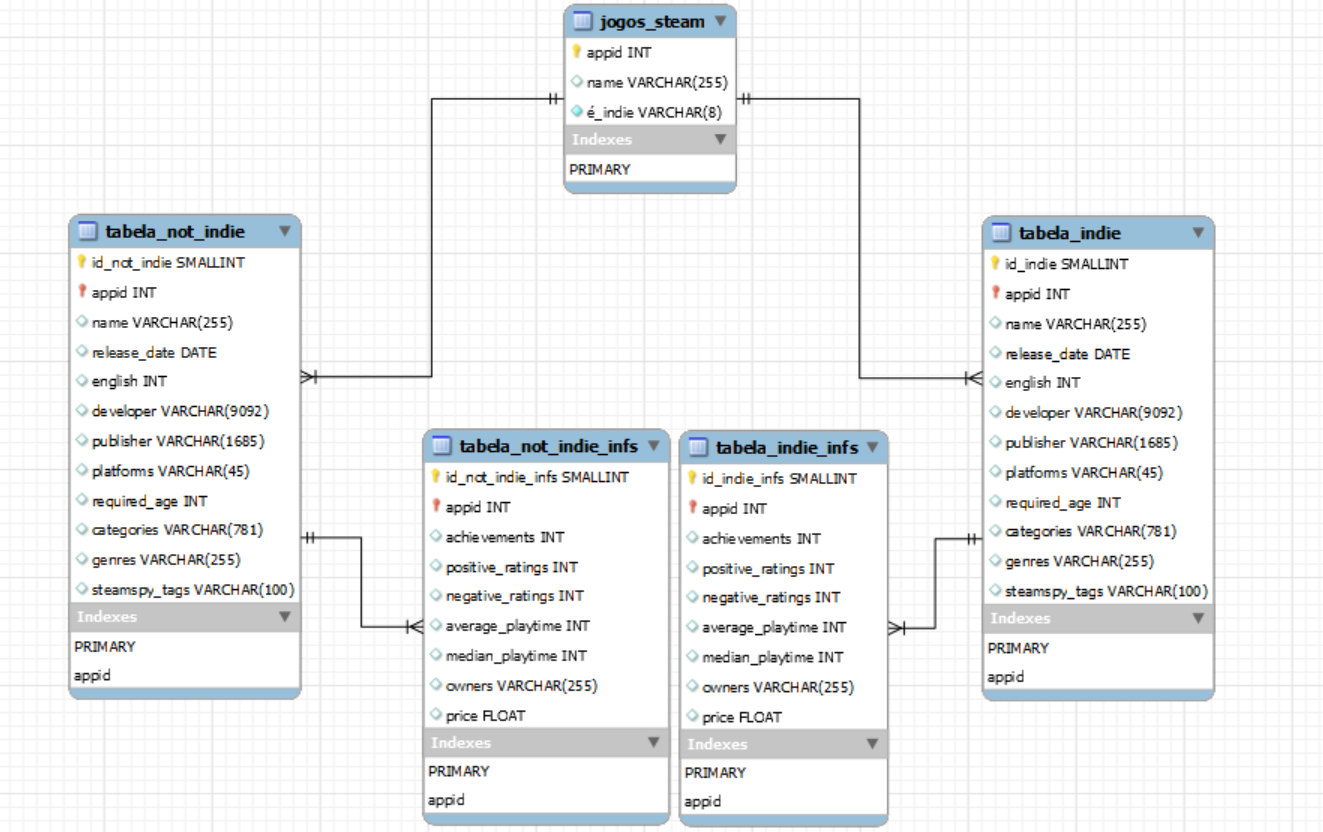 jogos_steam
appid INT
name VARCHAR(255)
é_indie VARCHAR(8)
Indexes
PRIMARY
tabela_not_indie
id_not_indie SMALLINT
appid INT
name VARCHAR(255)
release_date DATE
english INT
developer VARCHAR(9092)
publisher VARCHAR(1685)
platforms VARCHAR(45)
required_age INT
categories VARCHAR(781)
genres VARCHAR(255)
steamspy_tags VARCHAR(100)
Indexes
PRIMARY
appid
tabela_not_indie_infs
id_not_indie_infs SMALLINT
appid INT
achievements INT
positive_ratings INT
negative_ratings INT
average_playtime INT
median_playtime INT
owners VARCHAR(255)
price FLOAT
Indexes
PRIMARY
appid
tabela_indie_infs
id_indie_infs SMALLINT
appid INT
achievements INT
positive_ratings INT
negative_ratings INT
average_playtime INT
median_playtime INT
owners VARCHAR(255)
price FLOAT
Indexes
PRIMARY
appid
tabela_indie
id_indie SMALLINT
appid INT
name VARCHAR(255)
release_date DATE
english INT
developer VARCHAR(9092)
publisher VARCHAR(1685)
platforms VARCHAR(45)
required_age INT
categories VARCHAR(781)
genres VARCHAR(255)
steamspy_tags VARCHAR(100)
Indexes
PRIMARY
appid